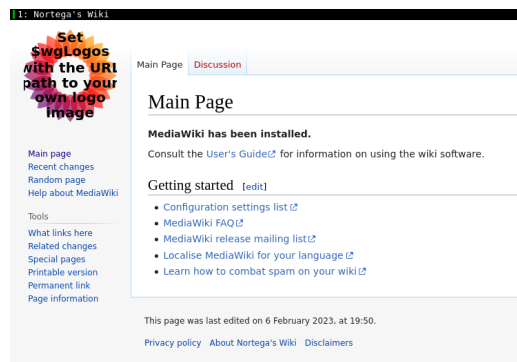 1: Nortega's Wiki
Set
$wgLogos
with the URL
path to your
own logo
image
Main Page Discussion
Main Page
MediaWiki has been installed.
Consult the User's Guide for information on using the wiki software.
Getting started [edit]
• Configuration settings list
• MediaWiki FAQ
• MediaWiki release mailing list
• Localise MediaWiki for your language
• Learn how to combat spam on your wiki
Main page
Recent changes
Random page
Help about MediaWiki
Tools
What links here
Related changes
Special pages
Printable version
Permanent link
Page information
This page was last edited on 6 February 2023, at 19:50.
Privacy policy About Nortega's Wiki Disclaimers